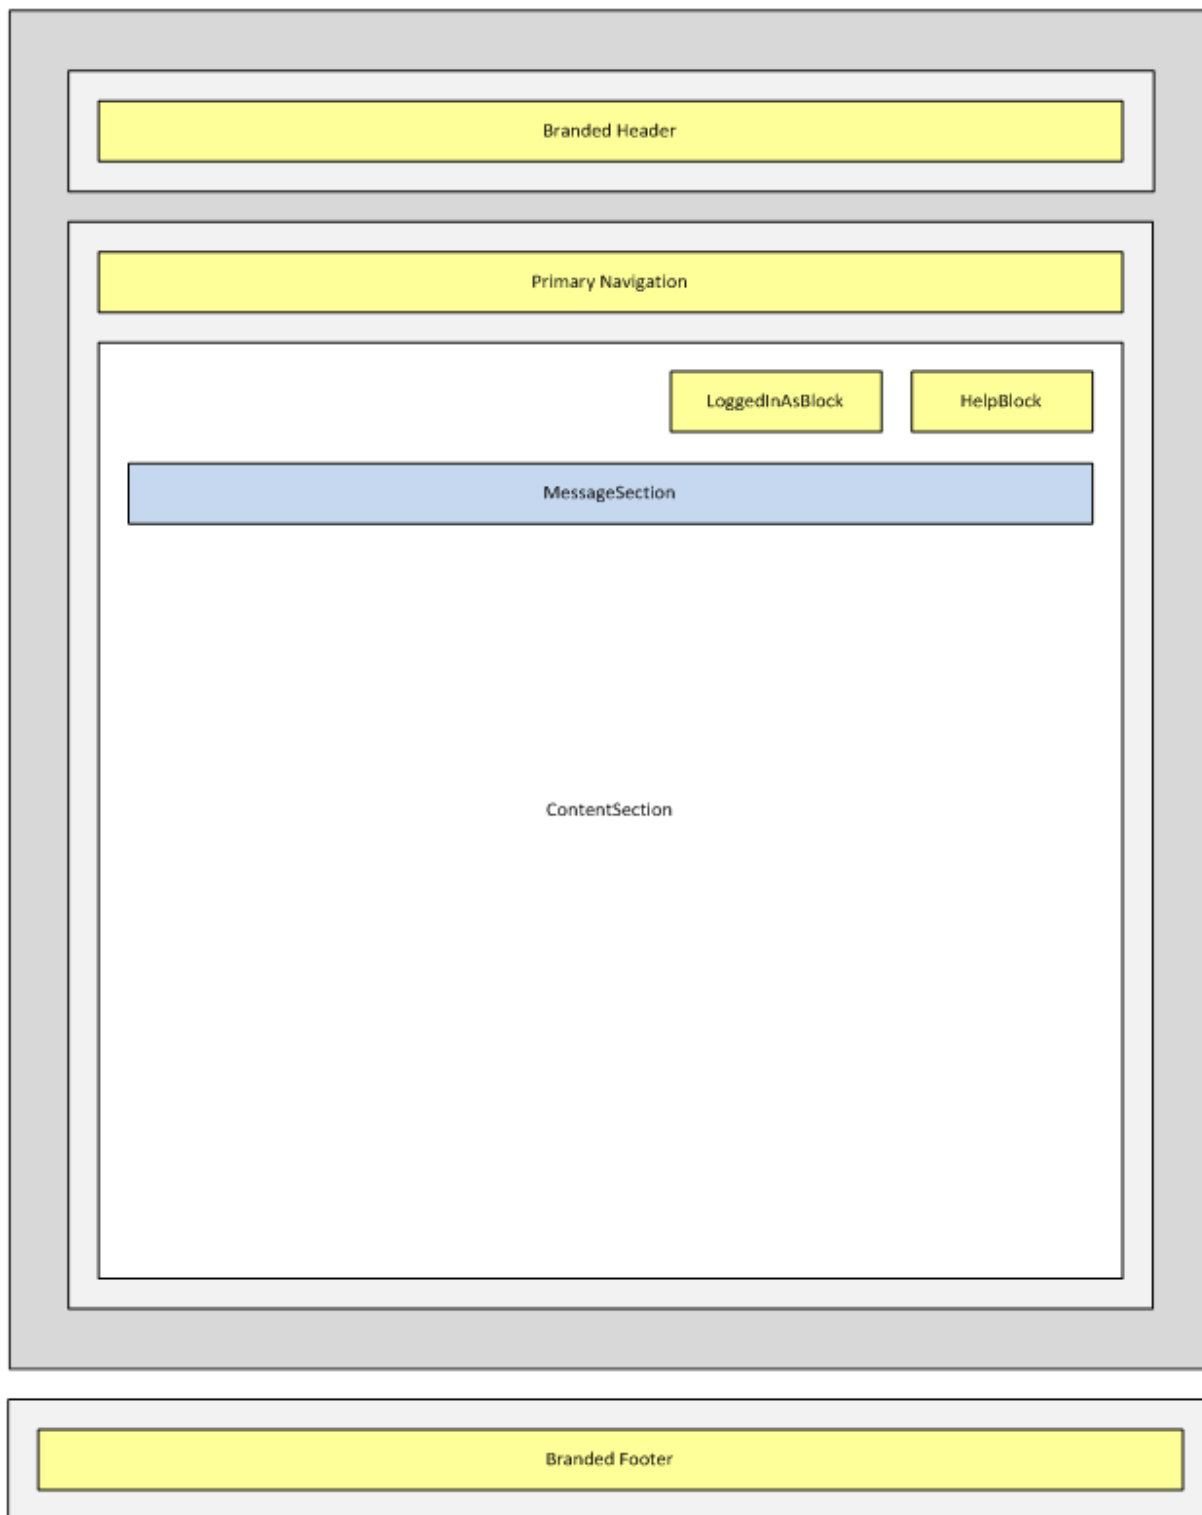 Branded Header
Primary Navigation
LoggedInAsBlock
HelpBlock
MessageSection
ContentSection
Branded Footer